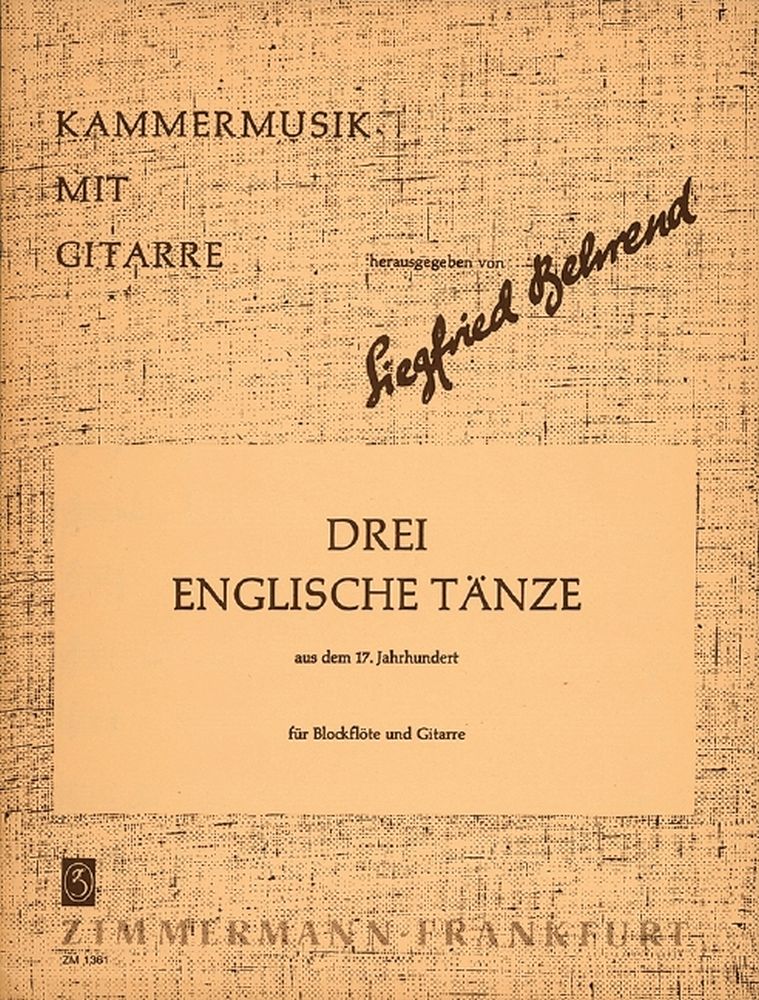 KAMMERMUSIK
MIT
GITARRE
herausgegeben von
Siegfried Behrend
DREI
ENGLISCHE TÄNZE
aus dem 17. Jahrhundert
für Blockflöte und Gitarre
ZIMMERMANN · FRANKFURT
ZM 1361